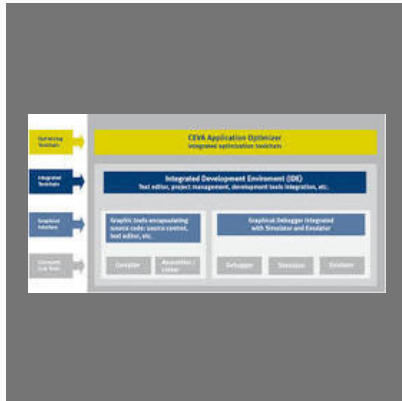 CEVA Application Optimizer
Integrated optimization toolchain
Optimizing
Toolchain
Integrated
Toolchain
Integrated Development Enviroment (IDE)
Text editor, project management, development tools integration, etc.
Graphical
Interface
Graphic tools encapsulating
source code: source control,
text editor, etc.
Graphical Debugger Integrated
with Simulator and Emulator
Compiler
Assembler /
Linker
Debugger
Simulator
Emulator